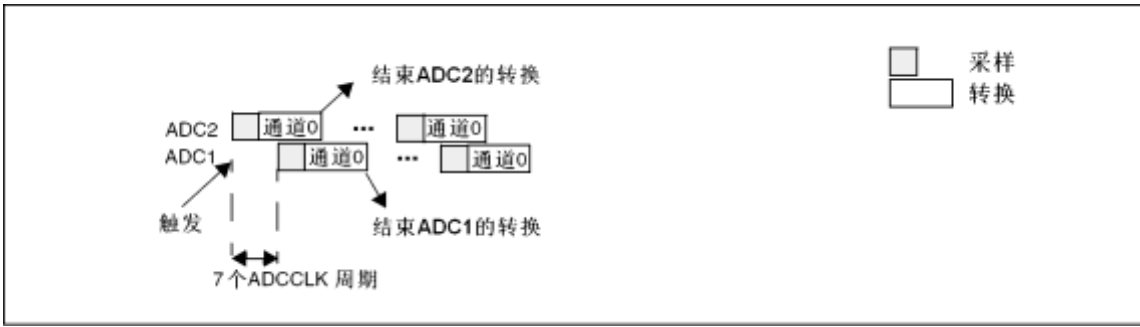 结束ADC2的转换
采样
转换
ADC2 通道0 ... 通道0
ADC1 通道0 ... 通道0
触发
结束ADC1的转换
7个ADCCLK 周期